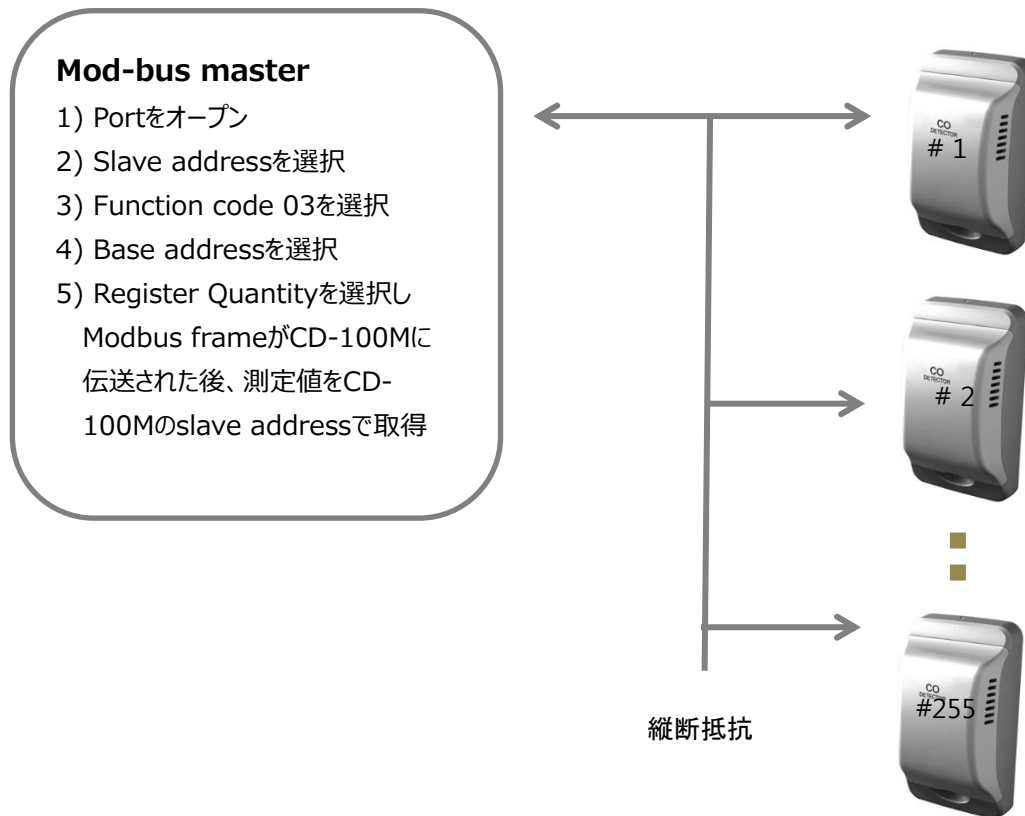 Mod-bus master
1) Portをオープン
2) Slave addressを選択
3) Function code 03を選択
4) Base addressを選択
5) Register Quantityを選択し
Modbus frameがCD-100Mに
伝送された後、測定値をCD-
100Mのslave addressで取得
CO
DETECTOR
# 1
CO
DETECTOR
# 2
CO
DETECTOR
#255
縦断抵抗